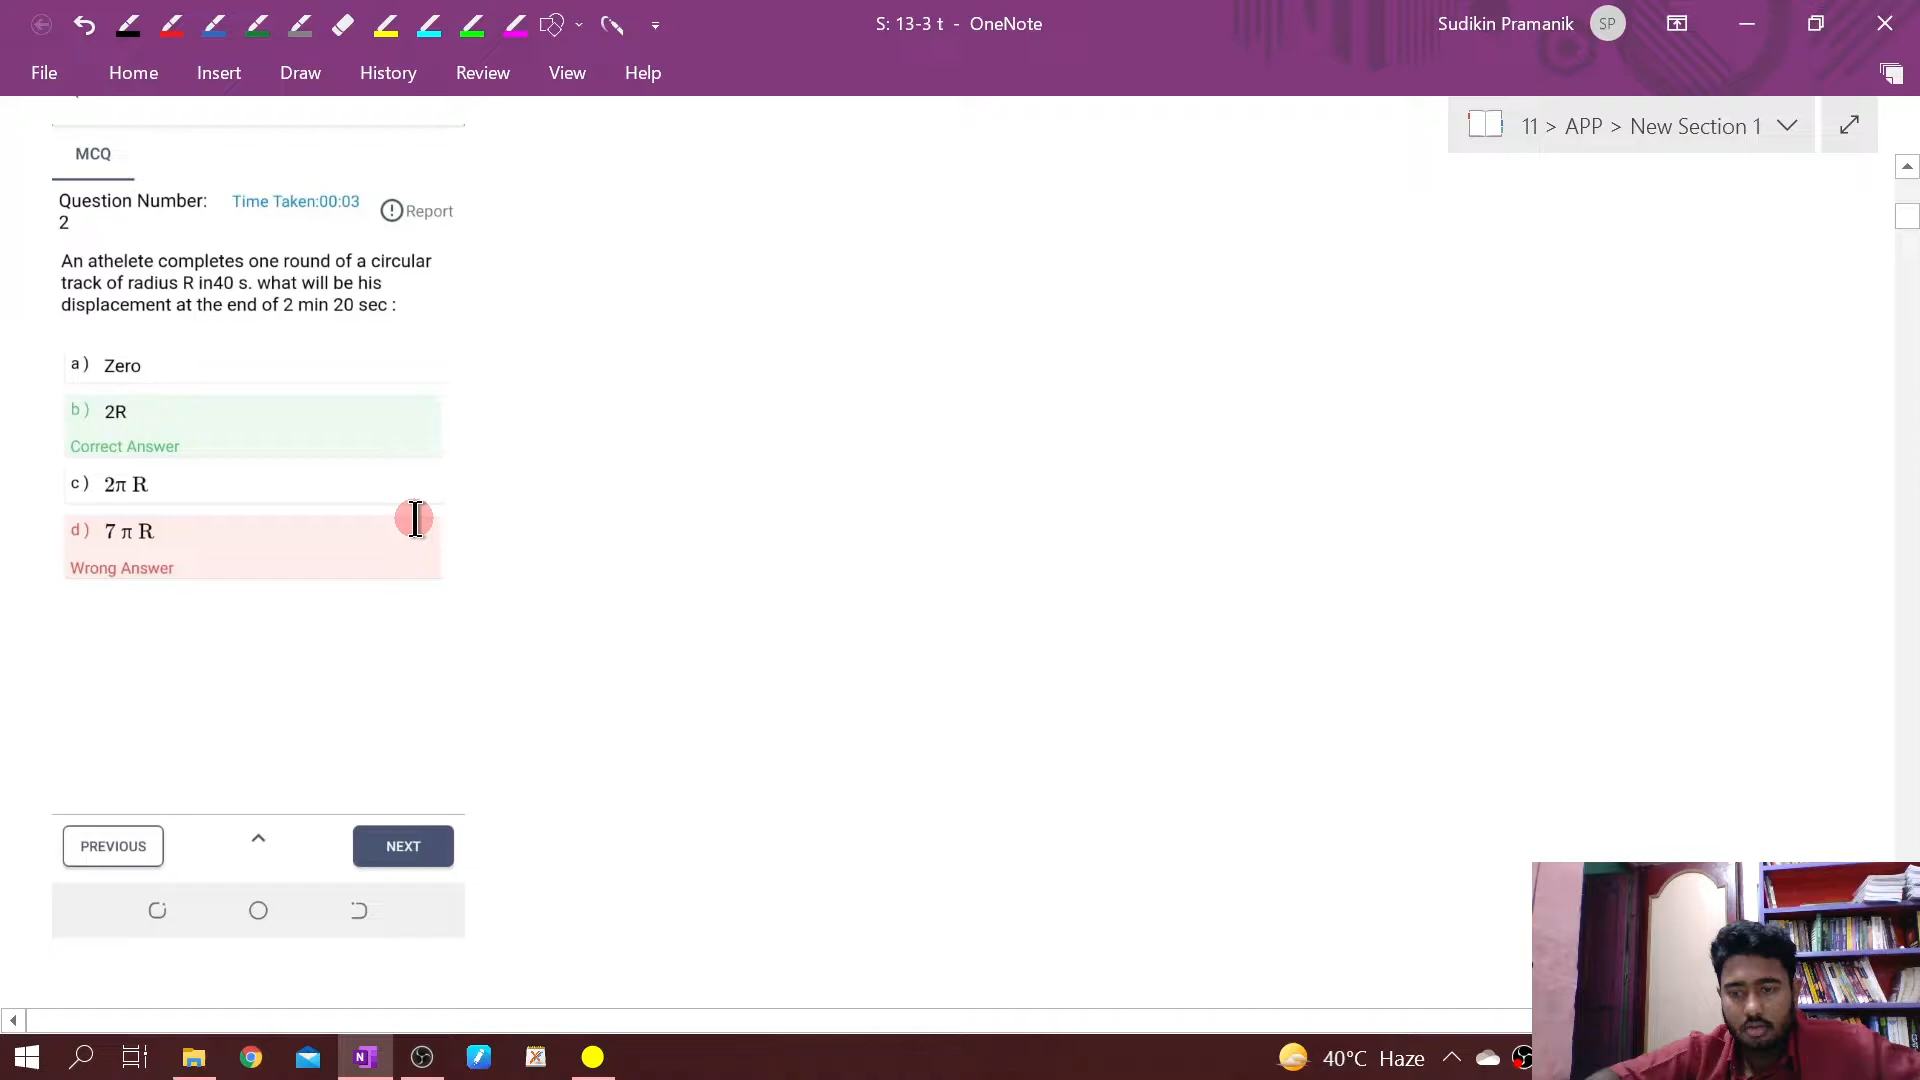 S: 13-3 t - OneNote
Sudikin Pramanik
SP
File
Home
Insert
Draw
History
Review
View
Help
11 > APP > New Section 1
MCQ
Question Number:
2
Time Taken:00:03
Report
An athelete completes one round of a circular
track of radius R in40 s. what will be his
displacement at the end of 2 min 20 sec :
a) Zero
b) 2R
Correct Answer
c) 2π R
d) 7 π R
Wrong Answer
PREVIOUS
NEXT
40°C Haze